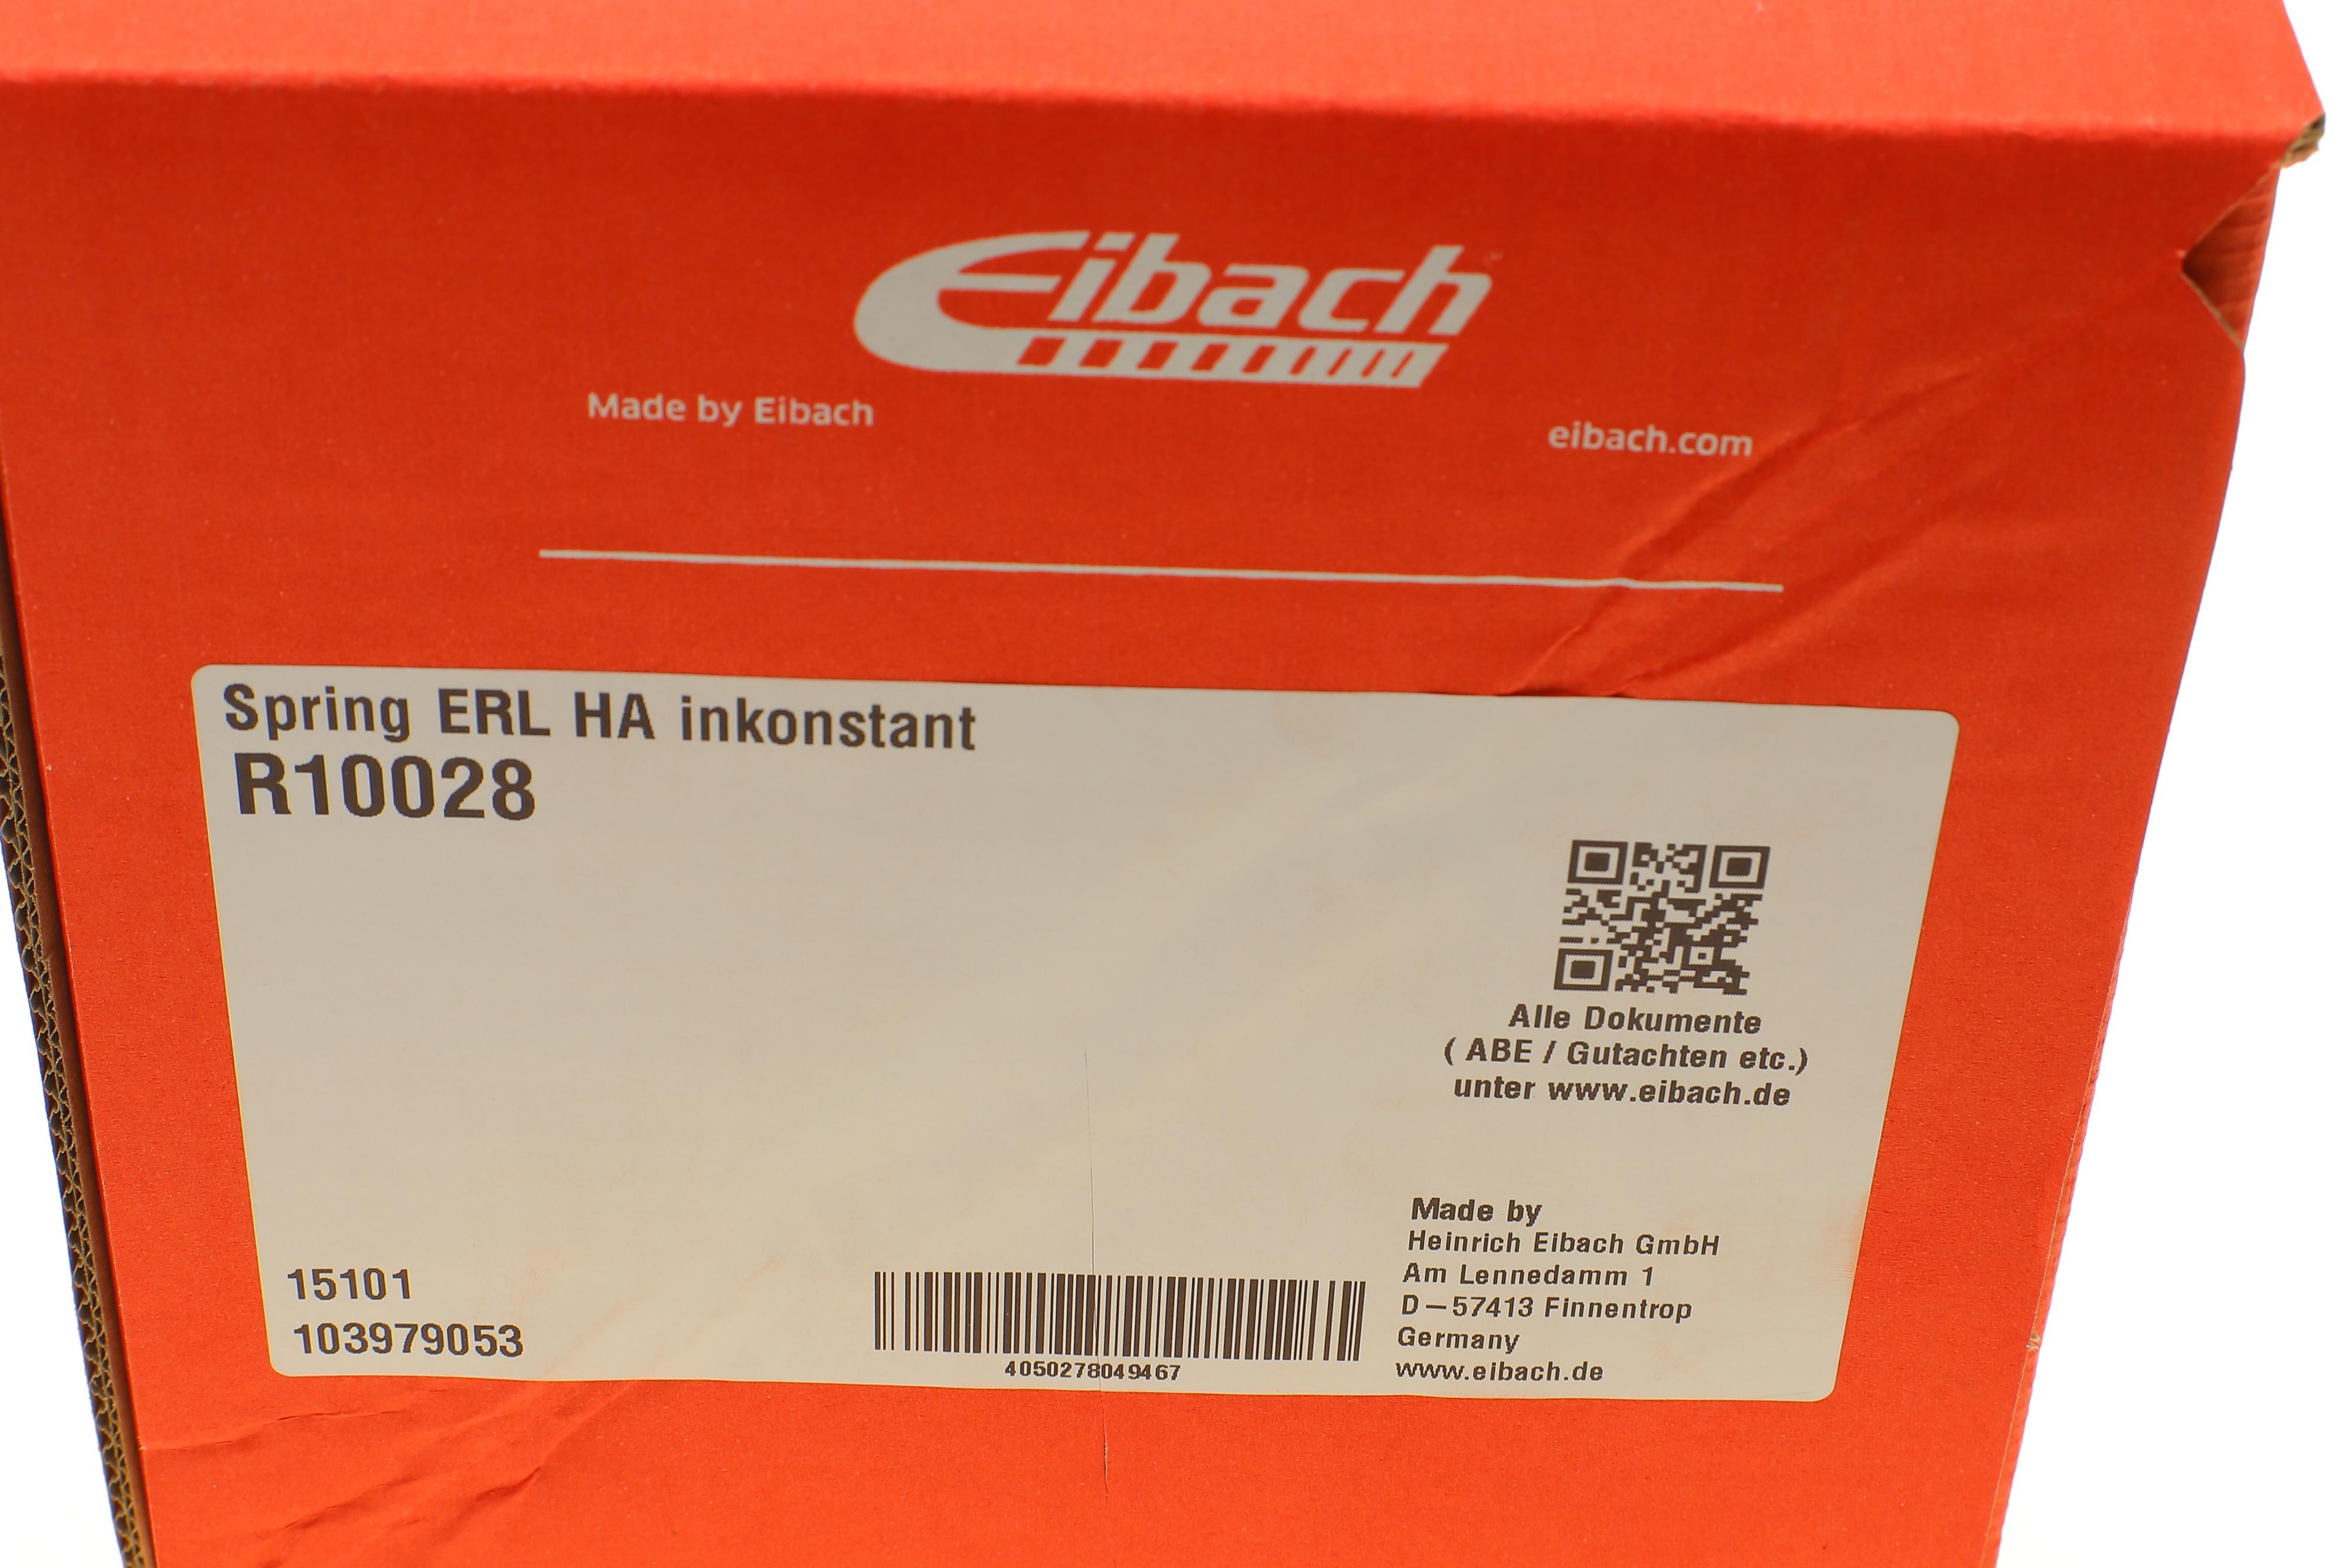 Eibach
Made by Eibach
eibach.com
Spring ERL HA inkonstant
R10028
Alle Dokumente
( ABE / Gutachten etc.)
unter www.eibach.de
Made by
Heinrich Eibach GmbH
Am Lennedamm 1
D-57413 Finnentrop
Germany
www.eibach.de
15101
103979053
4050278049467